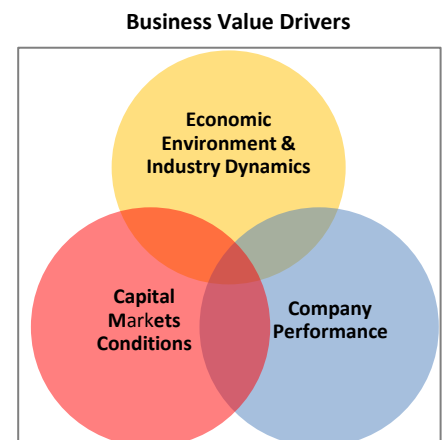 Business Value Drivers
Economic
Environment &
Industry Dynamics
Capital
Markets
Conditions
Company
Performance